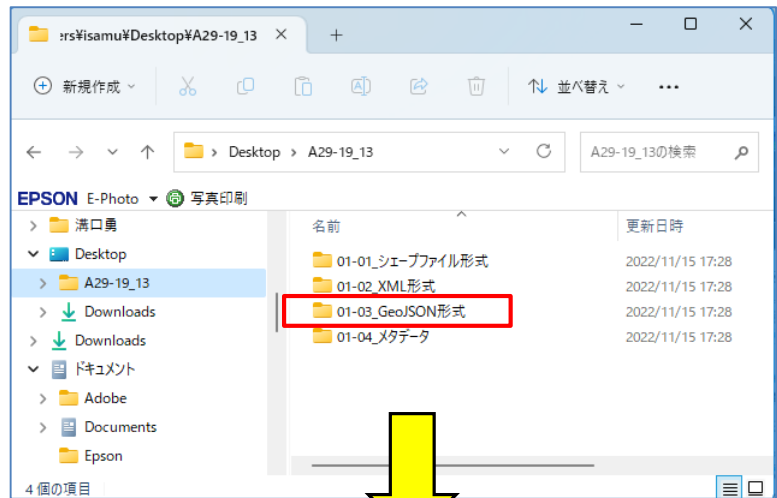 ers¥isamu¥Desktop¥A29-19_13
新規作成
並べ替え
Desktop > A29-19_13
A29-19_13の検索
EPSON E-Photo 写真印刷
名前 更新日時
溝口勇
Desktop
A29-19_13
Downloads
Downloads
ドキュメント
Adobe
Documents
Epson
01-01_シェープファイル形式 2022/11/15 17:28
01-02_XML形式 2022/11/15 17:28
01-03_GeoJSON形式 2022/11/15 17:28
01-04_メタデータ 2022/11/15 17:28
4 個の項目